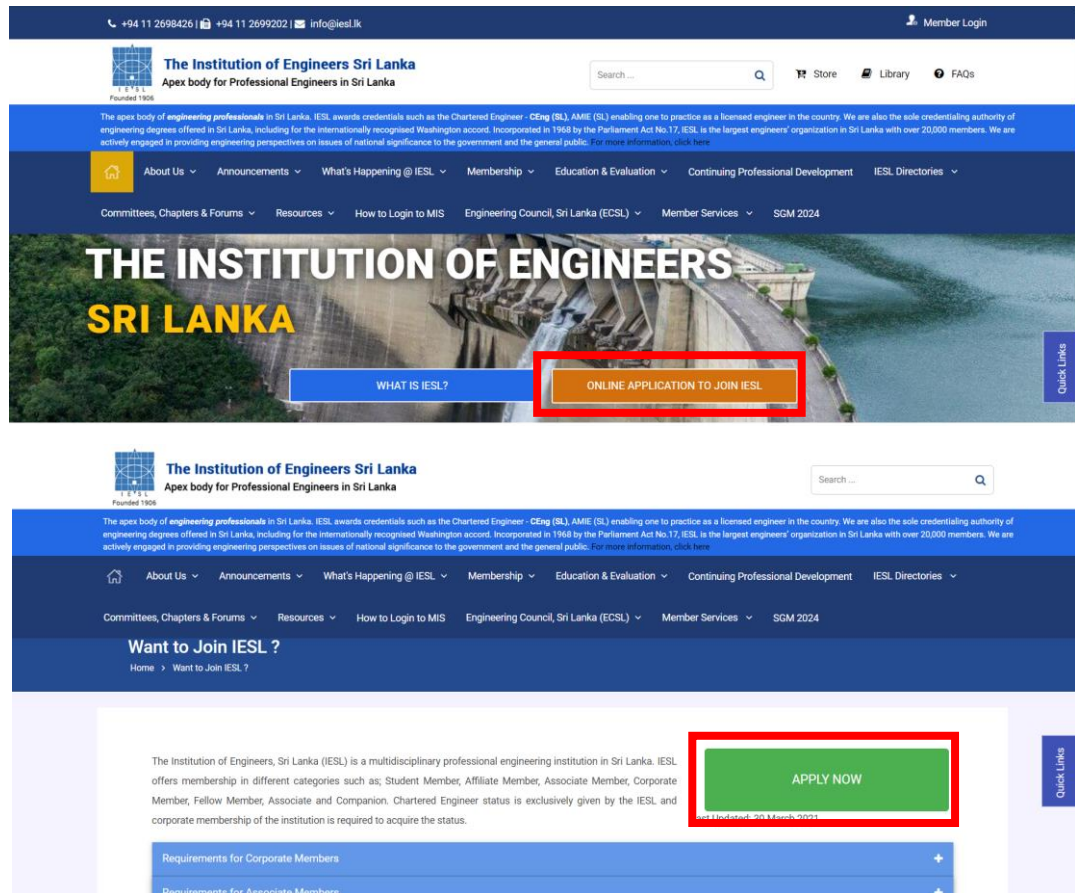 +94 11 2698426 | +94 11 2699202 | info@iesl.lk
Member Login
IESL
Founded 1906
The Institution of Engineers Sri Lanka
Apex body for Professional Engineers in Sri Lanka
Search ...
Store
Library
FAQs
The apex body of engineering professionals in Sri Lanka. IESL awards credentials such as the Chartered Engineer - CEng (SL), AMIE (SL) enabling one to practice as a licensed engineer in the country. We are also the sole credentialing authority of
engineering degrees offered in Sri Lanka, including for the internationally recognised Washington accord. Incorporated in 1968 by the Parliament Act No.17, IESL is the largest engineers' organization in Sri Lanka with over 20,000 members. We are
actively engaged in providing engineering perspectives on issues of national significance to the government and the general public. For more information, click here
About Us Announcements What's Happening @ IESL Membership Education & Evaluation Continuing Professional Development IESL Directories
Committees, Chapters & Forums Resources How to Login to MIS Engineering Council, Sri Lanka (ECSL) Member Services SGM 2024
THE INSTITUTION OF ENGINEERS
SRI LANKA
WHAT IS IESL?
ONLINE APPLICATION TO JOIN IESL
Quick Links
IESL
Founded 1906
The Institution of Engineers Sri Lanka
Apex body for Professional Engineers in Sri Lanka
Search ...
The apex body of engineering professionals in Sri Lanka. IESL awards credentials such as the Chartered Engineer - CEng (SL), AMIE (SL) enabling one to practice as a licensed engineer in the country. We are also the sole credentialing authority of
engineering degrees offered in Sri Lanka, including for the internationally recognised Washington accord. Incorporated in 1968 by the Parliament Act No.17, IESL is the largest engineers' organization in Sri Lanka with over 20,000 members. We are
actively engaged in providing engineering perspectives on issues of national significance to the government and the general public. For more information, click here
About Us Announcements What's Happening @ IESL Membership Education & Evaluation Continuing Professional Development IESL Directories
Committees, Chapters & Forums Resources How to Login to MIS Engineering Council, Sri Lanka (ECSL) Member Services SGM 2024
Want to Join IESL ?
Home > Want to Join IESL ?
The Institution of Engineers, Sri Lanka (IESL) is a multidisciplinary professional engineering institution in Sri Lanka. IESL
offers membership in different categories such as; Student Member, Affiliate Member, Associate Member, Corporate
Member, Fellow Member, Associate and Companion. Chartered Engineer status is exclusively given by the IESL and
corporate membership of the institution is required to acquire the status.
APPLY NOW
Last Updated: 30 March 2021
Quick Links
Requirements for Corporate Members +
Requirements for Associate Members